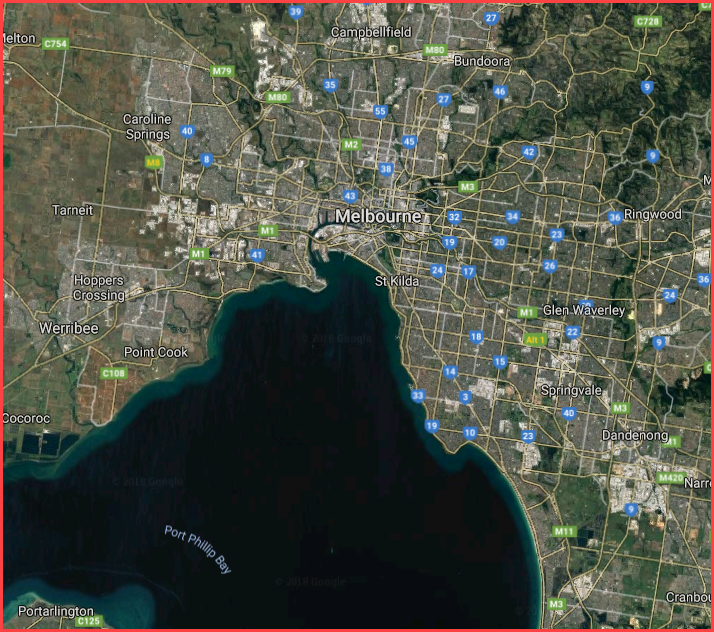 39
27
C728
Campbellfield
elton
C754
M80
Bundoora
M79
35
M80
46
9
27
55
Caroline
Springs
40
M2
45
42
8
9
M8
38
M3
43
Tarneit
Melbourne
32
34
36
Ringwood
M1
23
19
20
M1
41
26
24
17
St Kilda
36
Hoppers
Crossing
24
M1
Glen Waverley
Werribee
22
18
Alt 1
9
Point Cook
15
C108
14
Springvale
33
3
M3
40
Cocoroc
19
10
23
Dandenong
M1
M420
Narr
© 2018 Google
9
Port Phillip Bay
M11
© 2018 Google
Cranbou
M3
Portarlington
C125